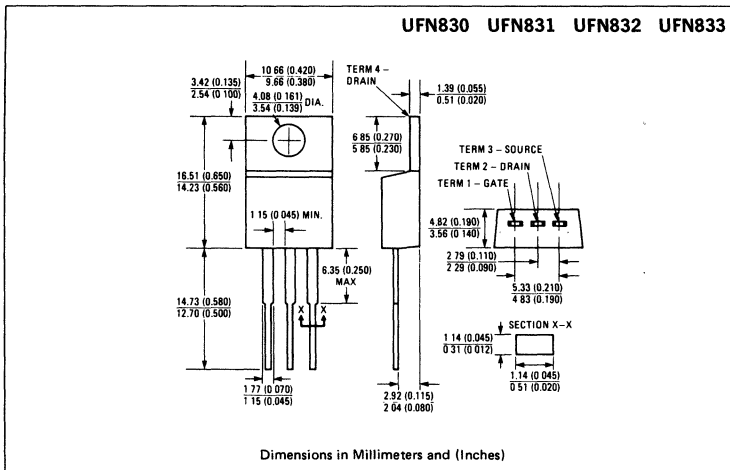 UFN830 UFN831 UFN832 UFN833
10 66 (0.420)
9.66 (0.380)
TERM 4 –
DRAIN
3.42 (0.135)
2.54 (0 100)
4.08 (0 161)
3.54 (0.139)
DIA.
1.39 (0.055)
0.51 (0.020)
6 85 (0.270)
5 85 (0.230)
TERM 3 – SOURCE
TERM 2 – DRAIN
TERM 1 – GATE
16.51 (0.650)
14.23 (0.560)
1 15 (0 045) MIN.
4.82 (0.190)
3.56 (0 140)
6.35 (0.250)
MAX
2 79 (0.110)
2 29 (0.090)
5.33 (0.210)
4 83 (0.190)
14.73 (0.580)
12.70 (0.500)
X X
SECTION X–X
1 14 (0.045)
0 31 (0 012)
1.14 (0 045)
0 51 (0.020)
1 77 (0 070)
1 15 (0.045)
2.92 (0.115)
2 04 (0.080)
Dimensions in Millimeters and (Inches)